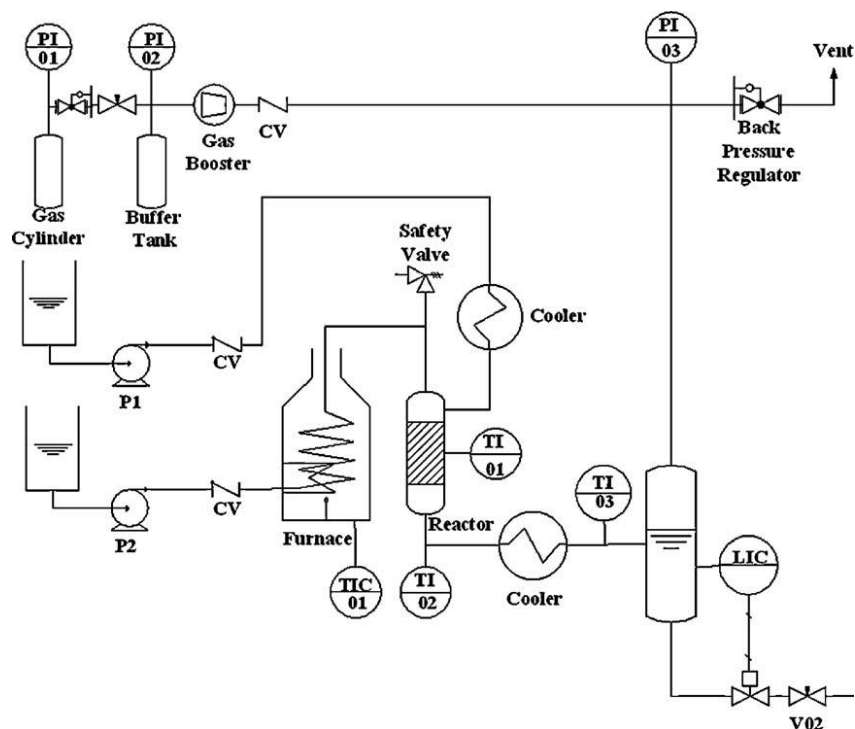 PI
01
PI
02
PI
03
Vent
Gas
Booster
CV
Back
Pressure
Regulator
Gas
Cylinder
Buffer
Tank
Safety
Valve
Cooler
CV
P1
TI
01
TI
03
CV
P2
Furnace
Reactor
LIC
TIC
01
TI
02
Cooler
V02